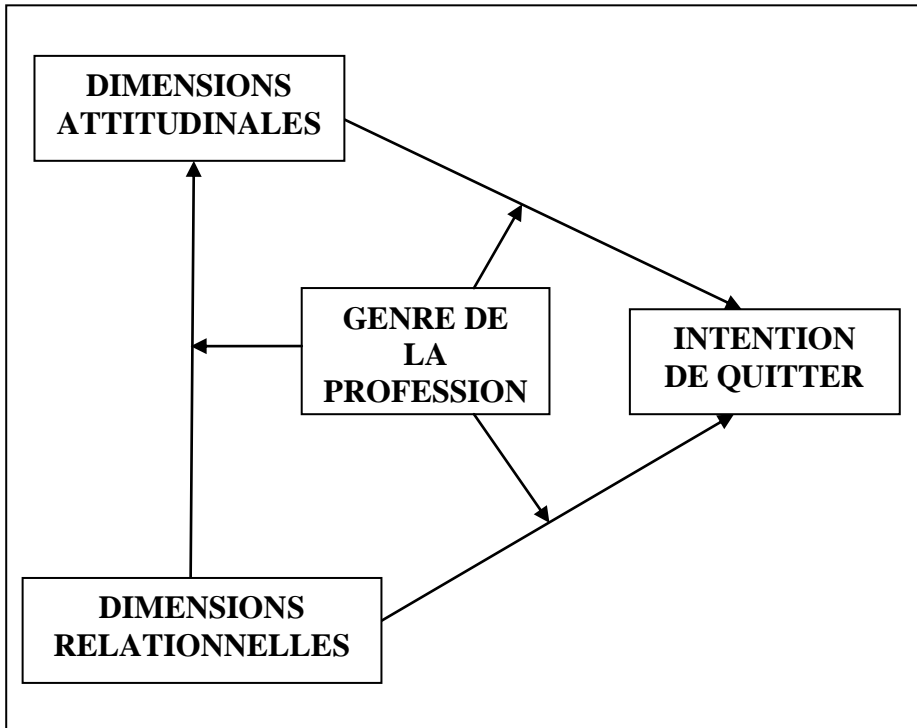 DIMENSIONS
ATTITUDINALES
GENRE DE
LA
PROFESSION
INTENTION
DE QUITTER
DIMENSIONS
RELATIONNELLES